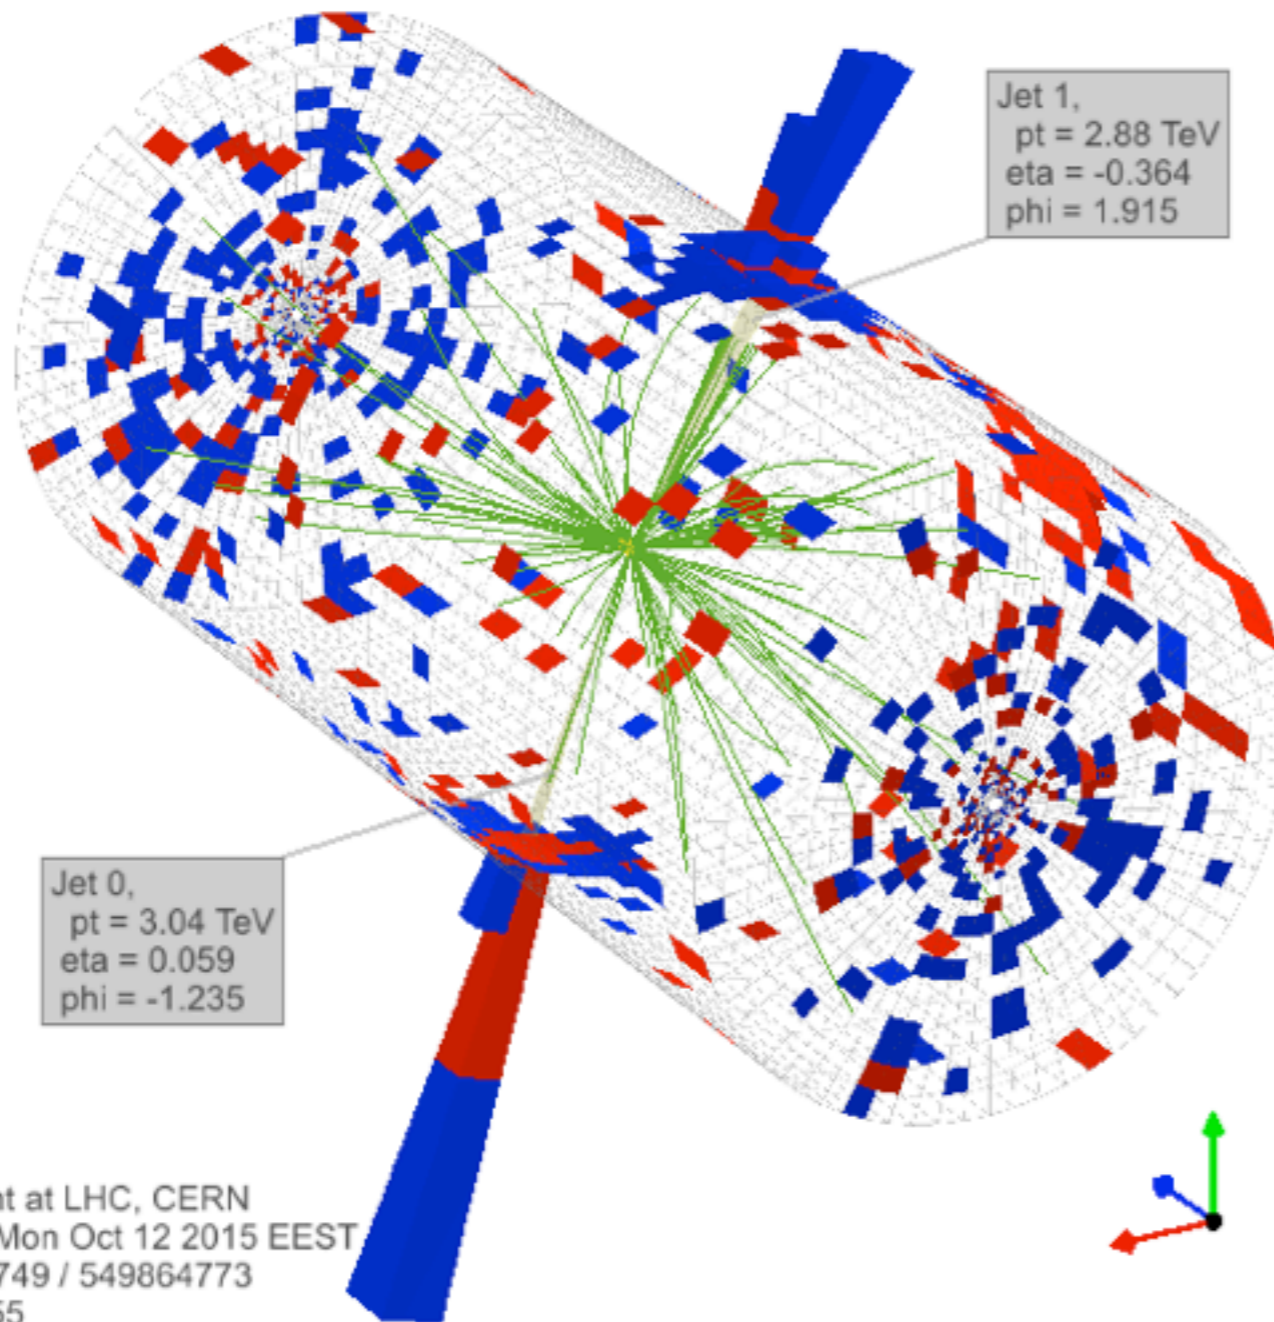 Jet 1,
pt = 2.88 TeV
eta = -0.364
phi = 1.915
Jet 0,
pt = 3.04 TeV
eta = 0.059
phi = -1.235
at LHC, CERN
Mon Oct 12 2015 EEST
749 / 549864773
55